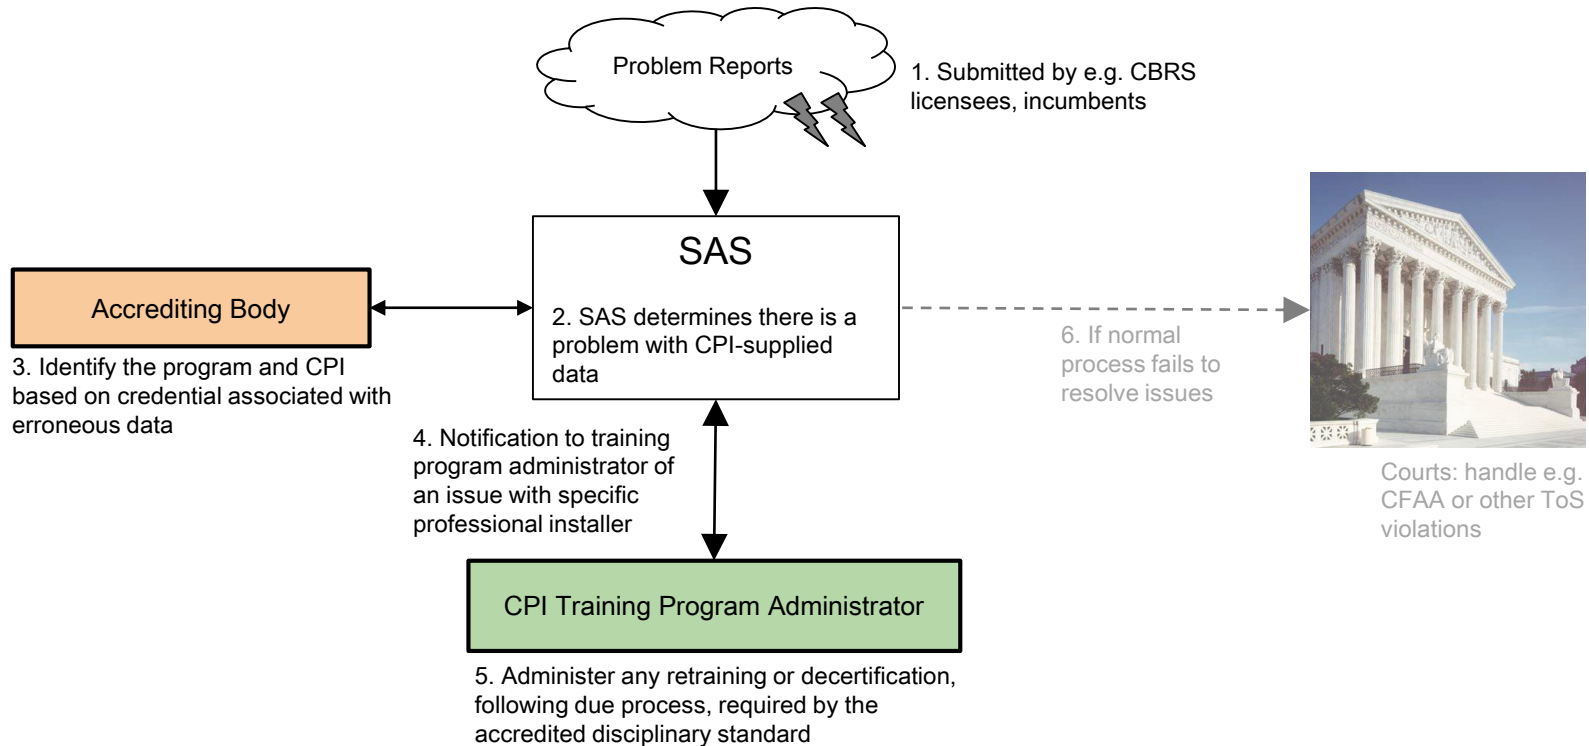 Problem Reports
1. Submitted by e.g. CBRS
licensees, incumbents
SAS
2. SAS determines there is a
problem with CPI-supplied
data
Accrediting Body
3. Identify the program and CPI
based on credential associated with
erroneous data
4. Notification to training
program administrator of
an issue with specific
professional installer
CPI Training Program Administrator
5. Administer any retraining or decertification,
following due process, required by the
accredited disciplinary standard
6. If normal
process fails to
resolve issues
Courts: handle e.g.
CFAA or other ToS
violations